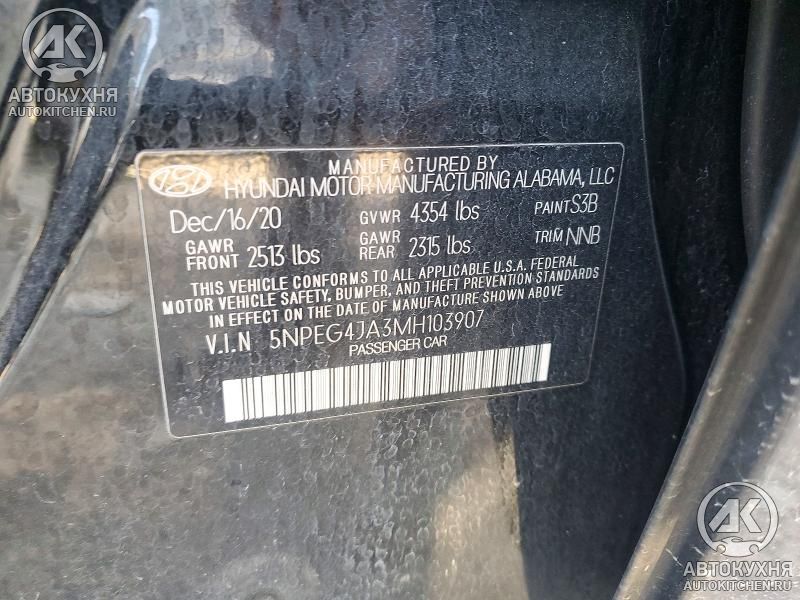 AK
АВТОКУХНЯ
AUTOKITCHEN.RU
MANUFACTURED BY
HYUNDAI MOTOR MANUFACTURING ALABAMA, LLC
Dec/16/20 GVWR 4354 lbs PAINT S3B
GAWR FRONT 2513 lbs GAWR REAR 2315 lbs TRIM NNB
THIS VEHICLE CONFORMS TO ALL APPLICABLE U.S.A. FEDERAL
MOTOR VEHICLE SAFETY, BUMPER, AND THEFT PREVENTION STANDARDS
IN EFFECT ON THE DATE OF MANUFACTURE SHOWN ABOVE
V.I.N 5NPEG4JA3MH103907
PASSENGER CAR
AK
АВТОКУХНЯ
AUTOKITCHEN.RU